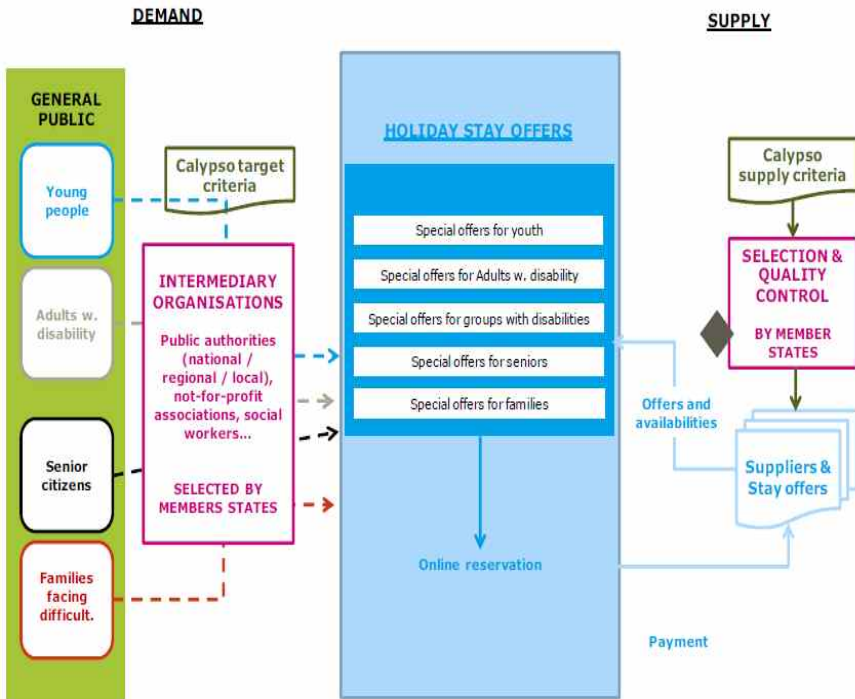 DEMAND
SUPPLY
GENERAL
PUBLIC
Young
people
Adults w.
disability
Senior
citizens
Families
facing
difficult.
Calypso target
criteria
INTERMEDIARY
ORGANISATIONS
Public authorities
(national /
regional / local),
not-for-profit
associations, social
workers...
SELECTED BY
MEMBERS STATES
HOLIDAY STAY OFFERS
Special offers for youth
Special offers for Adults w. disability
Special offers for groups with disabilities
Special offers for seniors
Special offers for families
Online reservation
Calypso
supply criteria
SELECTION &
QUALITY
CONTROL
BY MEMBER
STATES
Offers and
availabilities
Suppliers &
Stay offers
Payment